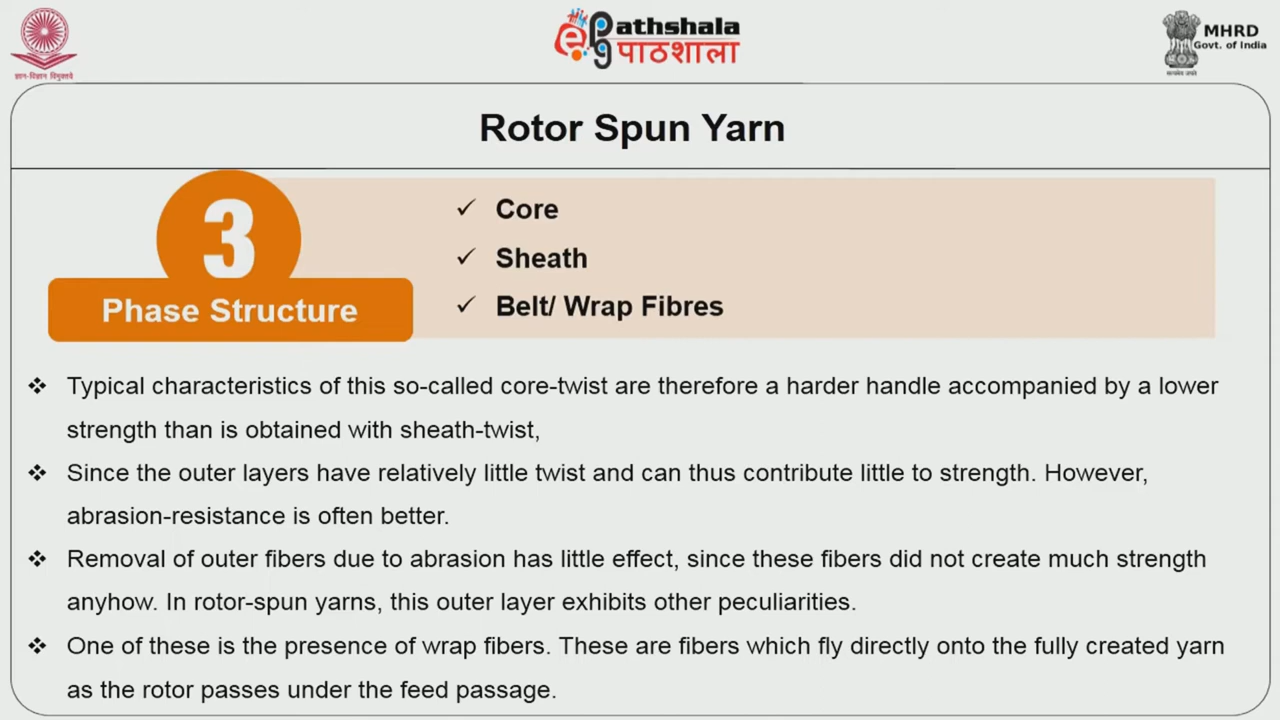 ज्ञान-विज्ञान विमुक्तये
ePathshala
पाठशाला
MHRD
Govt. of India
सत्यमेव जयते
Rotor Spun Yarn
3
Phase Structure
✓ Core
✓ Sheath
✓ Belt/ Wrap Fibres
❖ Typical characteristics of this so-called core-twist are therefore a harder handle accompanied by a lower
strength than is obtained with sheath-twist,
❖ Since the outer layers have relatively little twist and can thus contribute little to strength. However,
abrasion-resistance is often better.
❖ Removal of outer fibers due to abrasion has little effect, since these fibers did not create much strength
anyhow. In rotor-spun yarns, this outer layer exhibits other peculiarities.
❖ One of these is the presence of wrap fibers. These are fibers which fly directly onto the fully created yarn
as the rotor passes under the feed passage.